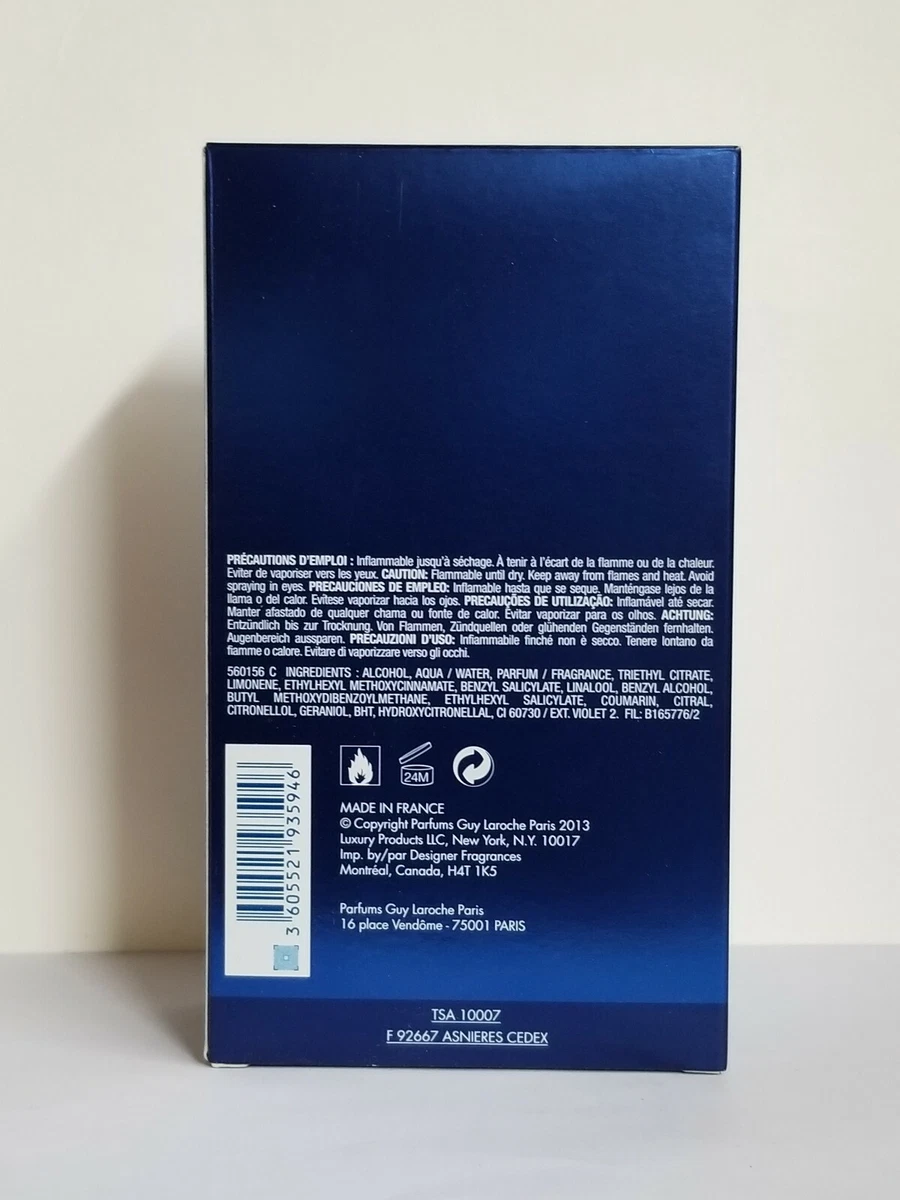 PRÉCAUTIONS D'EMPLOI : Inflammable jusqu'à séchage. À tenir à l'écart de la flamme ou de la chaleur.
Eviter de vaporiser vers les yeux. CAUTION: Flammable until dry. Keep away from flames and heat. Avoid
spraying in eyes. PRECAUCIONES DE EMPLEO: Inflamable hasta que se seque. Manténgase lejos de la
llama o del calor. Evítese vaporizar hacia los ojos. PRECAUÇÕES DE UTILIZAÇÃO: Inflamável até secar.
Manter afastado de qualquer chama ou fonte de calor. Evitar vaporizar para os olhos. ACHTUNG:
Entzündlich bis zur Trocknung. Von Flammen, Zündquellen oder glühenden Gegenständen fernhalten.
Augenbereich aussparen. PRECAUZIONI D'USO: Infiammabile finché non è secco. Tenere lontano da
fiamme o calore. Evitare di vaporizzare verso gli occhi.
560156 C INGREDIENTS : ALCOHOL, AQUA / WATER, PARFUM / FRAGRANCE, TRIETHYL CITRATE,
LIMONENE, ETHYLHEXYL METHOXYCINNAMATE, BENZYL SALICYLATE, LINALOOL, BENZYL ALCOHOL,
BUTYL METHOXYDIBENZOYLMETHANE, ETHYLHEXYL SALICYLATE, COUMARIN, CITRAL,
CITRONELLOL, GERANIOL, BHT, HYDROXYCITRONELLAL, CI 60730 / EXT. VIOLET 2. FIL: B165776/2
3 605521 935946
24M
MADE IN FRANCE
© Copyright Parfums Guy Laroche Paris 2013
Luxury Products LLC, New York, N.Y. 10017
Imp. by/par Designer Fragrances
Montréal, Canada, H4T 1K5
Parfums Guy Laroche Paris
16 place Vendôme - 75001 PARIS
TSA 10007
F 92667 ASNIERES CEDEX